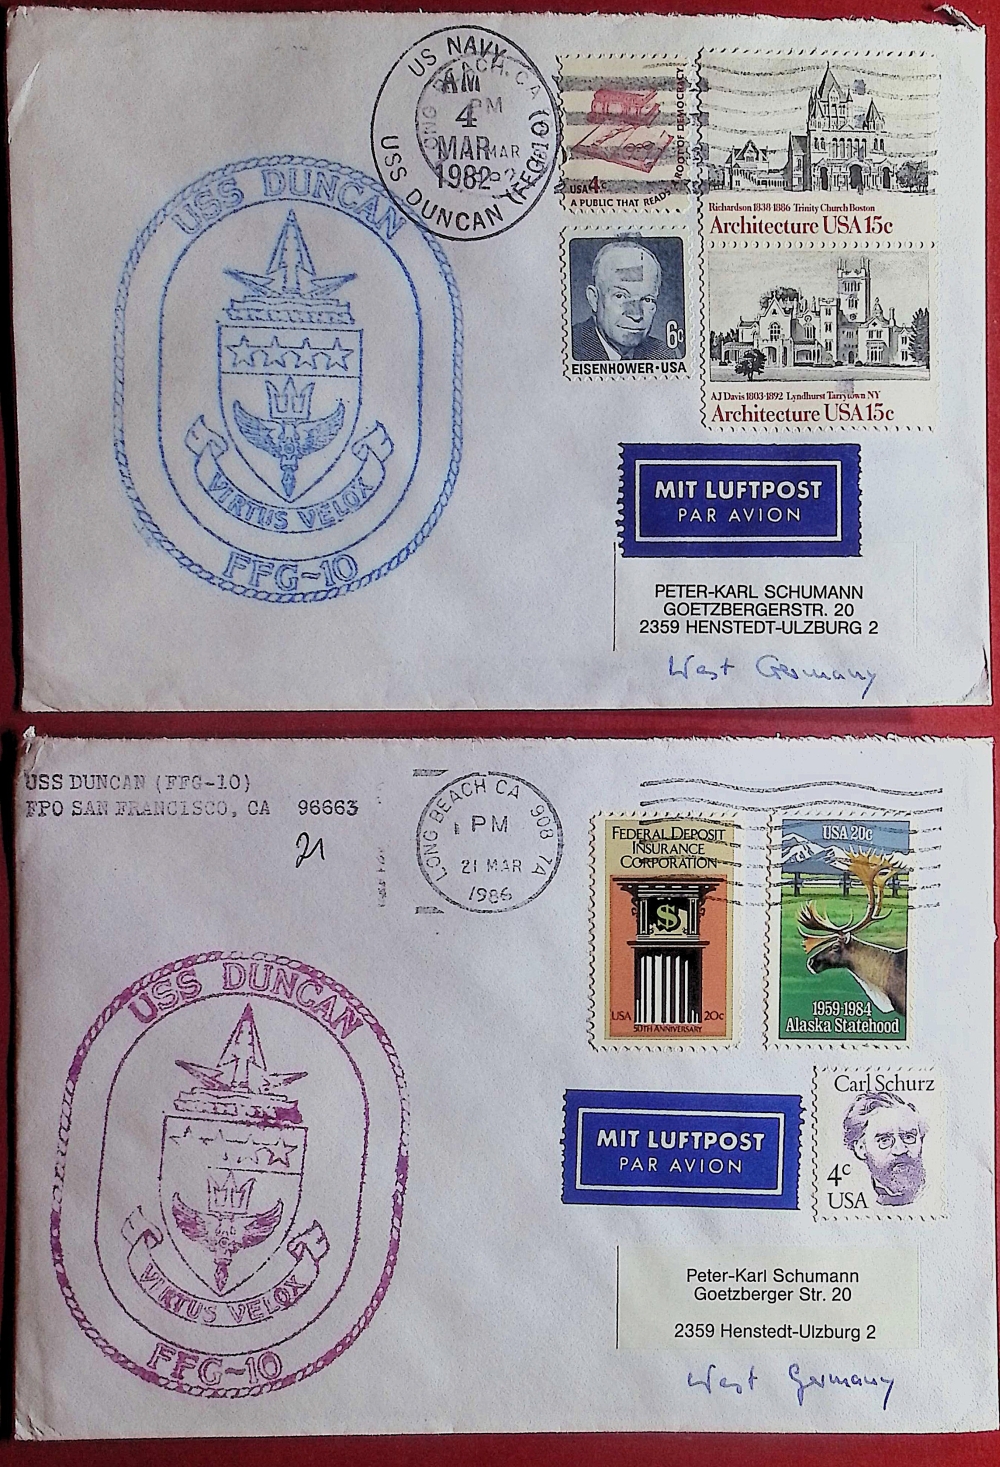 US NAVY
LONG BEACH, CA
AM
4
PM
MAR
MAR
1982
USS DUNCAN (FFG10)
USS DUNCAN
VIRTUS VELOX
FFG-10
USA 4c
A PUBLIC THAT READS, A ROOT OF DEMOCRACY
Richardson 1838-1886 Trinity Church Boston
Architecture USA 15c
6c
EISENHOWER·USA
AJ Davis 1803-1892 Lyndhurst Tarrytown NY
Architecture USA 15c
MIT LUFTPOST
PAR AVION
PETER-KARL SCHUMANN
GOETZBERGERSTR. 20
2359 HENSTEDT-ULZBURG 2
West Germany
USS DUNCAN (FFG-10)
FPO SAN FRANCISCO, CA 96663
21
LONG BEACH CA 908 7A
PM
21 MAR
1986
FEDERAL DEPOSIT
INSURANCE
CORPORATION
$
USA 20c
50TH ANNIVERSARY
USA 20c
1959-1984
Alaska Statehood
USS DUNCAN
VIRTUS VELOX
FFG-10
Carl Schurz
4c
USA
MIT LUFTPOST
PAR AVION
Peter-Karl Schumann
Goetzberger Str. 20
2359 Henstedt-Ulzburg 2
West Germany